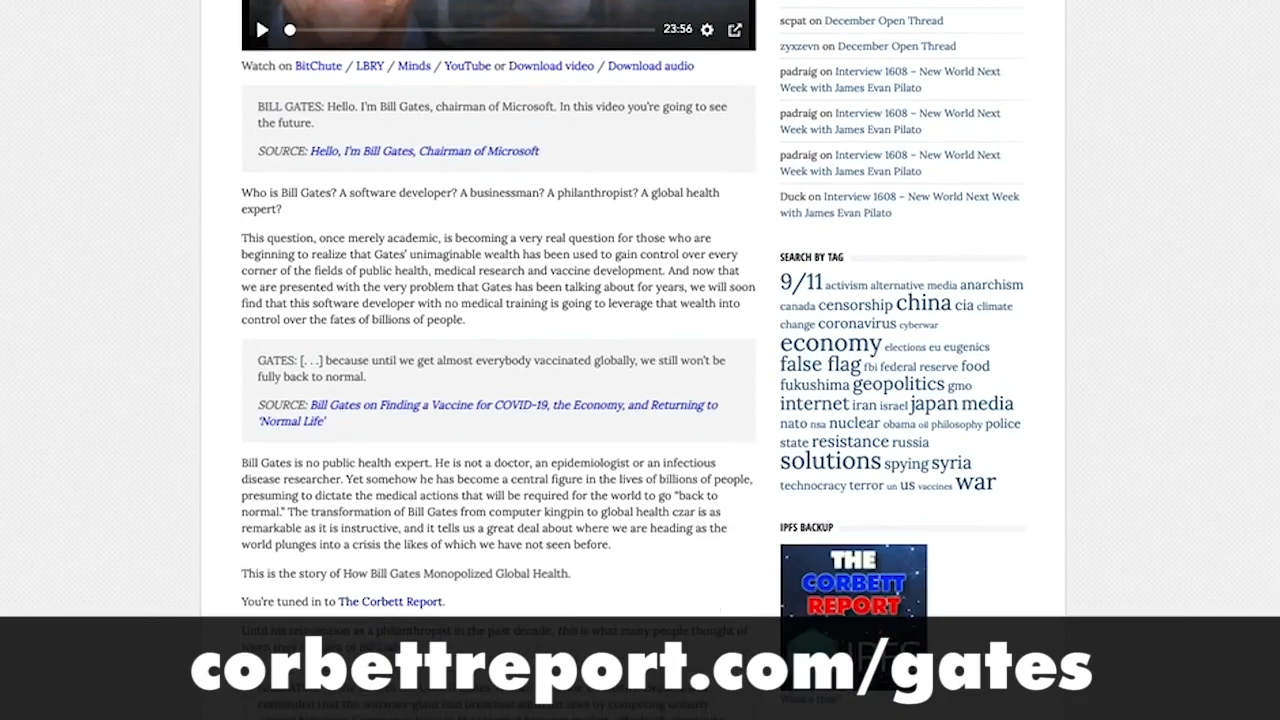 23:56
Watch on BitChute / LBRY / Minds / YouTube or Download video / Download audio
BILL GATES: Hello. I'm Bill Gates, chairman of Microsoft. In this video you're going to see
the future.
SOURCE: Hello, I'm Bill Gates, Chairman of Microsoft
Who is Bill Gates? A software developer? A businessman? A philanthropist? A global health
expert?
This question, once merely academic, is becoming a very real question for those who are
beginning to realize that Gates' unimaginable wealth has been used to gain control over every
corner of the fields of public health, medical research and vaccine development. And now that
we are presented with the very problem that Gates has been talking about for years, we will soon
find that this software developer with no medical training is going to leverage that wealth into
control over the fates of billions of people.
GATES: [. . .] because until we get almost everybody vaccinated globally, we still won't be
fully back to normal.
SOURCE: Bill Gates on Finding a Vaccine for COVID-19, the Economy, and Returning to
'Normal Life'
Bill Gates is no public health expert. He is not a doctor, an epidemiologist or an infectious
disease researcher. Yet somehow he has become a central figure in the lives of billions of people,
presuming to dictate the medical actions that will be required for the world to go "back to
normal." The transformation of Bill Gates from computer kingpin to global health czar is as
remarkable as it is instructive, and it tells us a great deal about where we are heading as the
world plunges into a crisis the likes of which we have not seen before.
This is the story of How Bill Gates Monopolized Global Health.
You're tuned in to The Corbett Report.
Until his reinvention as a philanthropist in the past decade, this is what many people thought of
scpat on December Open Thread
zyxzevn on December Open Thread
padraig on Interview 1608 – New World Next
Week with James Evan Pilato
padraig on Interview 1608 – New World Next
Week with James Evan Pilato
padraig on Interview 1608 – New World Next
Week with James Evan Pilato
Duck on Interview 1608 – New World Next Week
with James Evan Pilato
SEARCH BY TAG
9/11 activism alternative media anarchism
canada censorship china cia climate
change coronavirus cyberwar
economy elections eu eugenics
false flag fbi federal reserve food
fukushima geopolitics gmo
internet iran israel japan media
nato nsa nuclear obama oil philosophy police
state resistance russia
solutions spying syria
technocracy terror un us vaccines war
IPFS BACKUP
THE
CORBETT
REPORT
IPFS
corbettreport.com/gates